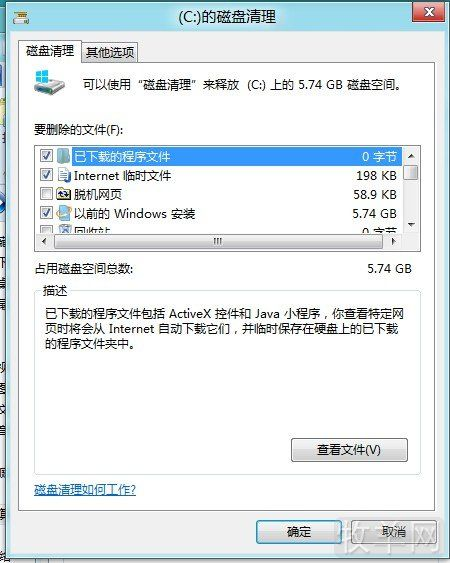 (C:)的磁盘清理
磁盘清理 其他选项
可以使用“磁盘清理”来释放 (C:) 上的 5.74 GB 磁盘空间。
要删除的文件(F):
已下载的程序文件 0 字节
Internet 临时文件 198 KB
脱机网页 58.9 KB
以前的 Windows 安装 5.74 GB
回收站 0 字节
占用磁盘空间总数: 5.74 GB
描述
已下载的程序文件包括 ActiveX 控件和 Java 小程序，你查看特定网
页时将会从 Internet 自动下载它们，并临时保存在硬盘上的已下载
的程序文件夹中。
查看文件(V)
磁盘清理如何工作?
确定 取消
牧羊网